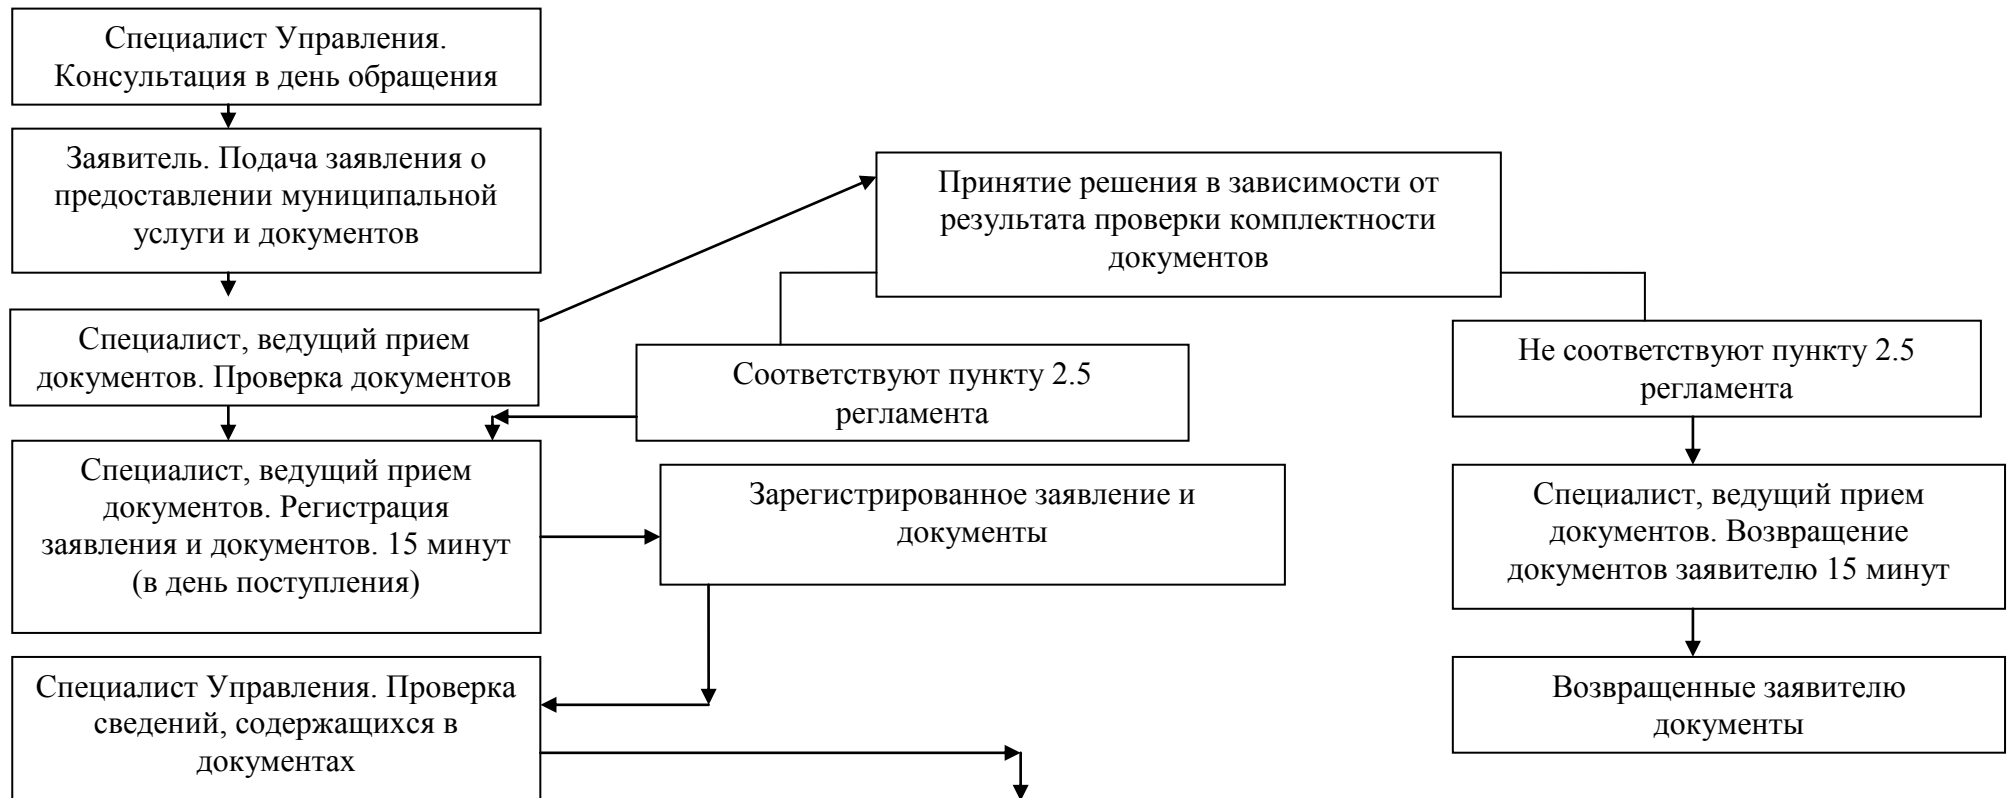 Специалист Управления.
Консультация в день обращения
Заявитель. Подача заявления о
предоставлении муниципальной
услуги и документов
Принятие решения в зависимости от
результата проверки комплектности
документов
Специалист, ведущий прием
документов. Проверка документов
Соответствуют пункту 2.5
регламента
Не соответствуют пункту 2.5
регламента
Специалист, ведущий прием
документов. Регистрация
заявления и документов. 15 минут
(в день поступления)
Зарегистрированное заявление и
документы
Специалист, ведущий прием
документов. Возвращение
документов заявителю 15 минут
Специалист Управления. Проверка
сведений, содержащихся в
документах
Возвращенные заявителю
документы